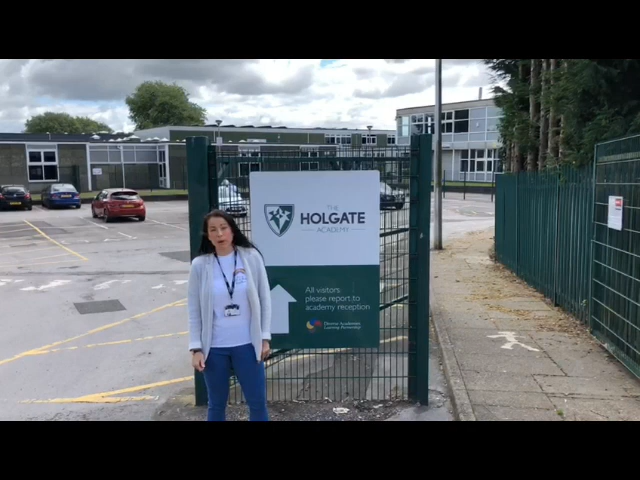 THE
HOLGATE
ACADEMY
All visitors
please report to
academy reception
Diverse Academies
Learning Partnership